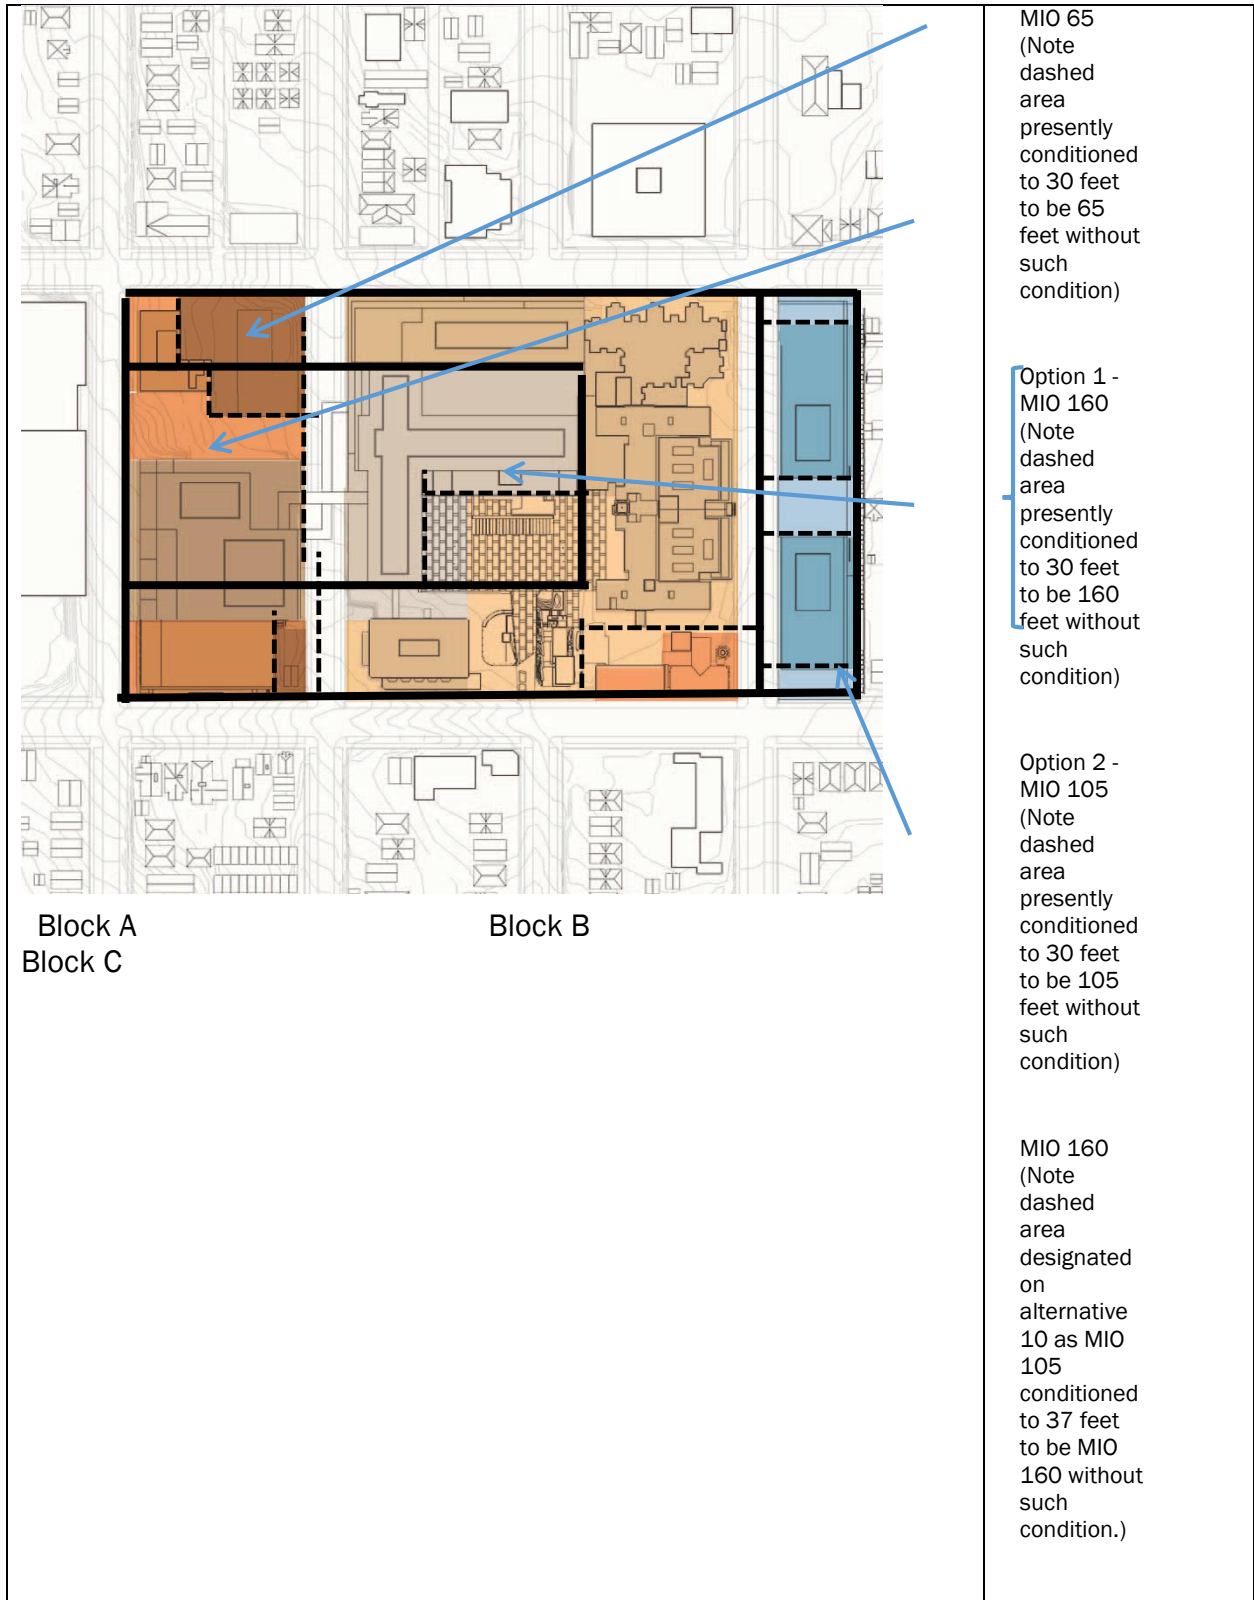 MIO 65
(Note
dashed
area
presently
conditioned
to 30 feet
to be 65
feet without
such
condition)
Option 1 -
MIO 160
(Note
dashed
area
presently
conditioned
to 30 feet
to be 160
feet without
such
condition)
Option 2 -
MIO 105
(Note
dashed
area
presently
conditioned
to 30 feet
to be 105
feet without
such
condition)
MIO 160
(Note
dashed
area
designated
on
alternative
10 as MIO
105
conditioned
to 37 feet
to be MIO
160 without
such
condition.)
Block A Block B
Block C